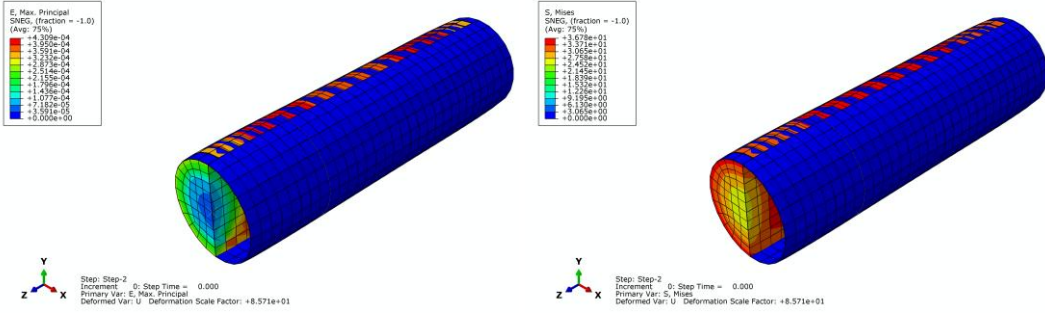 E, Max. Principal
SNEG, (fraction = -1.0)
(Avg: 75%)
+4.309e-04
+3.950e-04
+3.591e-04
+3.232e-04
+2.873e-04
+2.514e-04
+2.155e-04
+1.796e-04
+1.436e-04
+1.077e-04
+7.182e-05
+3.591e-05
+0.000e+00
Y
Z
X
Step: Step-2
Increment 0: Step Time = 0.000
Primary Var: E, Max. Principal
Deformed Var: U Deformation Scale Factor: +8.571e+01
S, Mises
SNEG, (fraction = -1.0)
(Avg: 75%)
+3.678e+01
+3.371e+01
+3.065e+01
+2.758e+01
+2.452e+01
+2.145e+01
+1.839e+01
+1.532e+01
+1.226e+01
+9.195e+00
+6.130e+00
+3.065e+00
+0.000e+00
Y
Z
X
Step: Step-2
Increment 0: Step Time = 0.000
Primary Var: S, Mises
Deformed Var: U Deformation Scale Factor: +8.571e+01